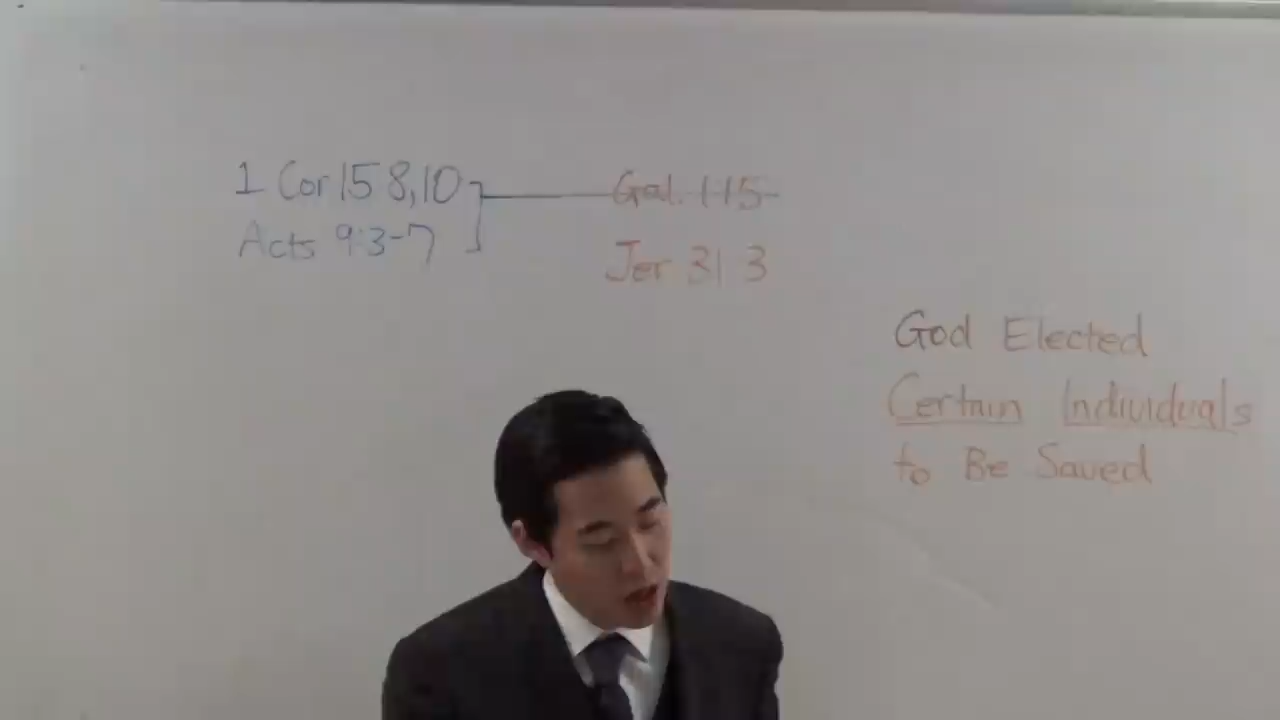 1 Cor 15 8,10
Acts 9:3-7
Gal. 1 15
Jer 31 3
God Elected
Certain Individuals
to Be Saved